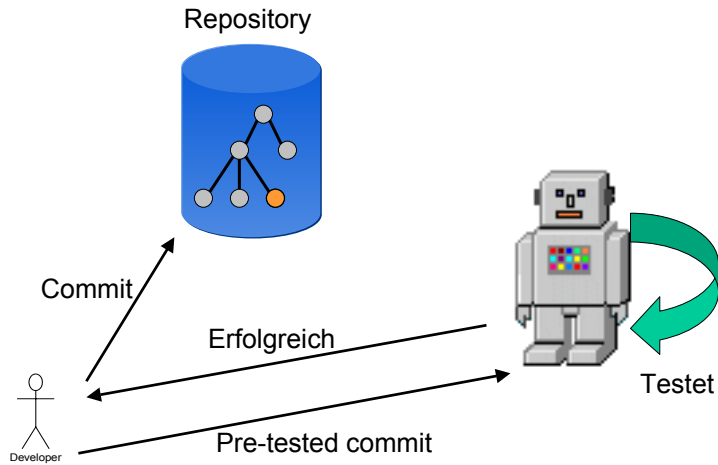 Repository
Commit
Erfolgreich
Testet
Pre-tested commit
Developer